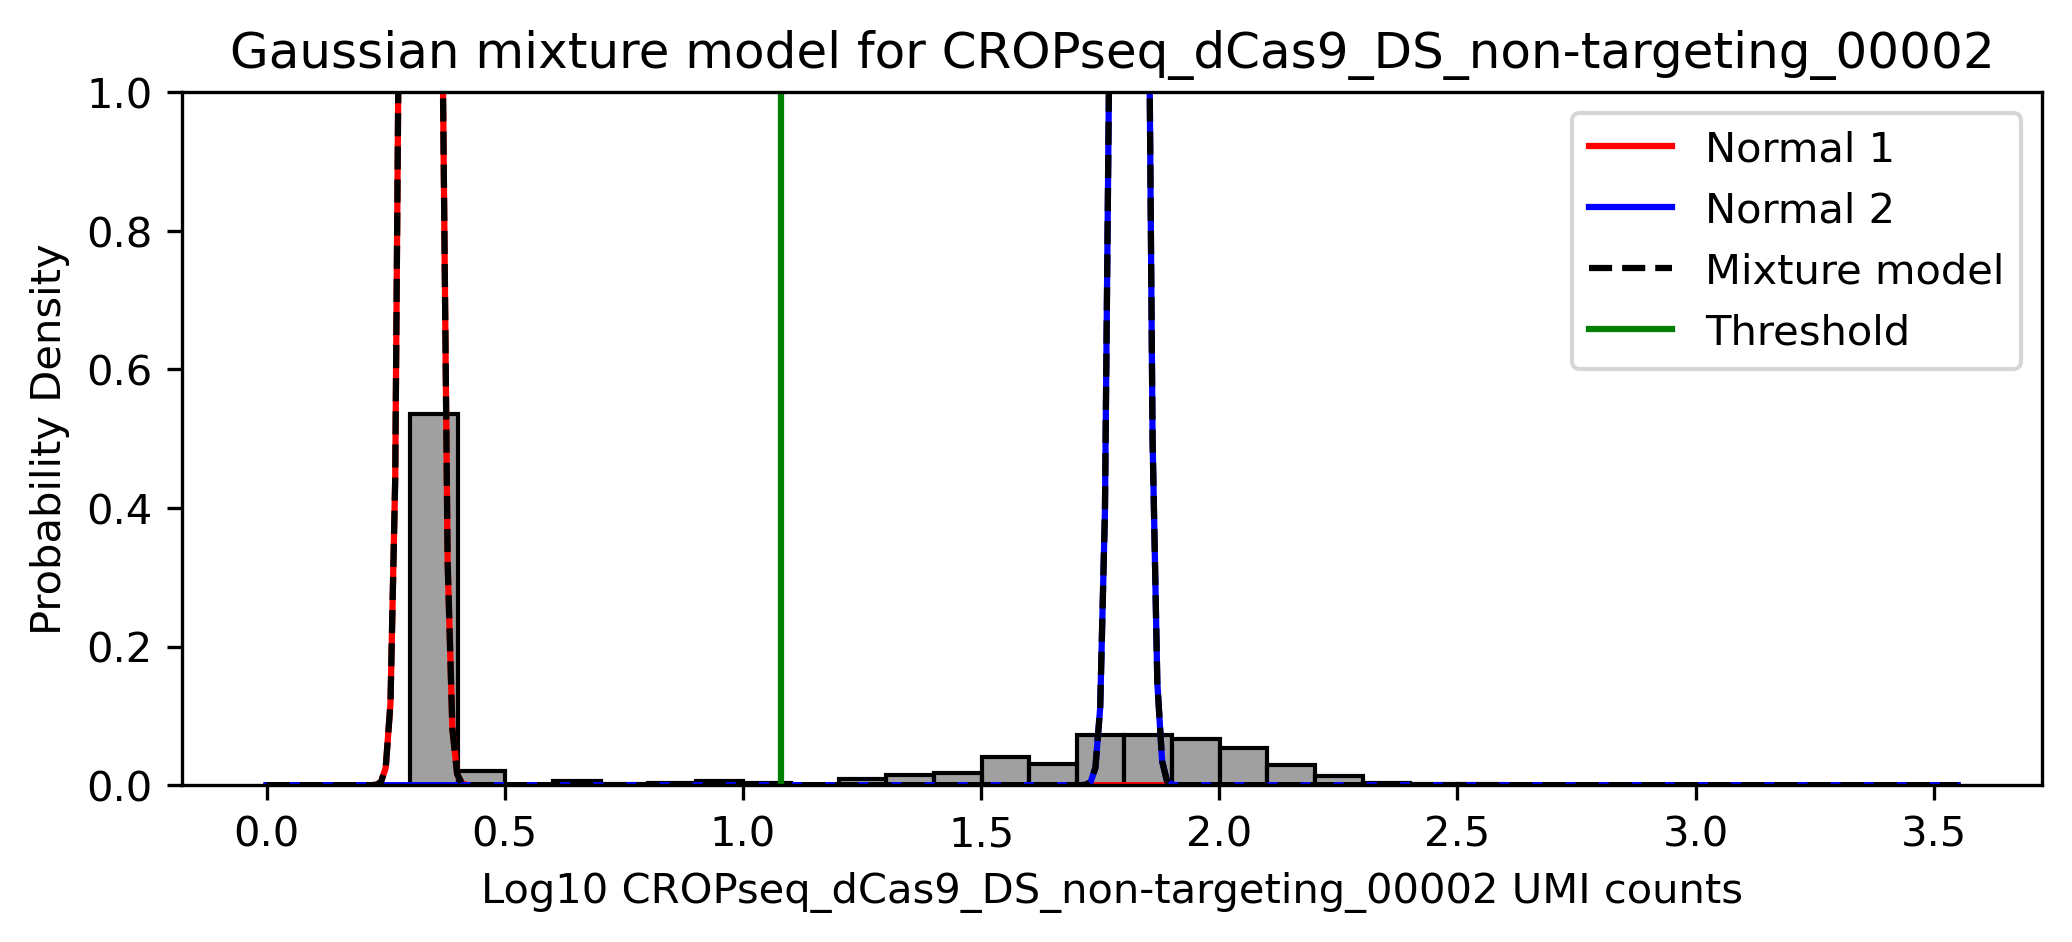 Gaussian mixture model for CROPseq_dCas9_DS_non-targeting_00002
1.0
0.8
0.6
0.4
0.2
0.0
Probability Density
Normal 1
Normal 2
Mixture model
Threshold
0.0 0.5 1.0 1.5 2.0 2.5 3.0 3.5
Log10 CROPseq_dCas9_DS_non-targeting_00002 UMI counts